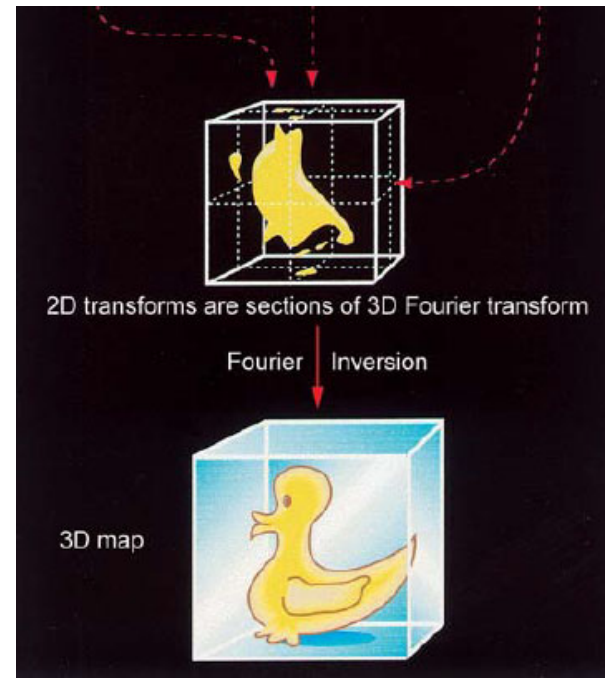 2D transforms are sections of 3D Fourier transform
Fourier Inversion
3D map